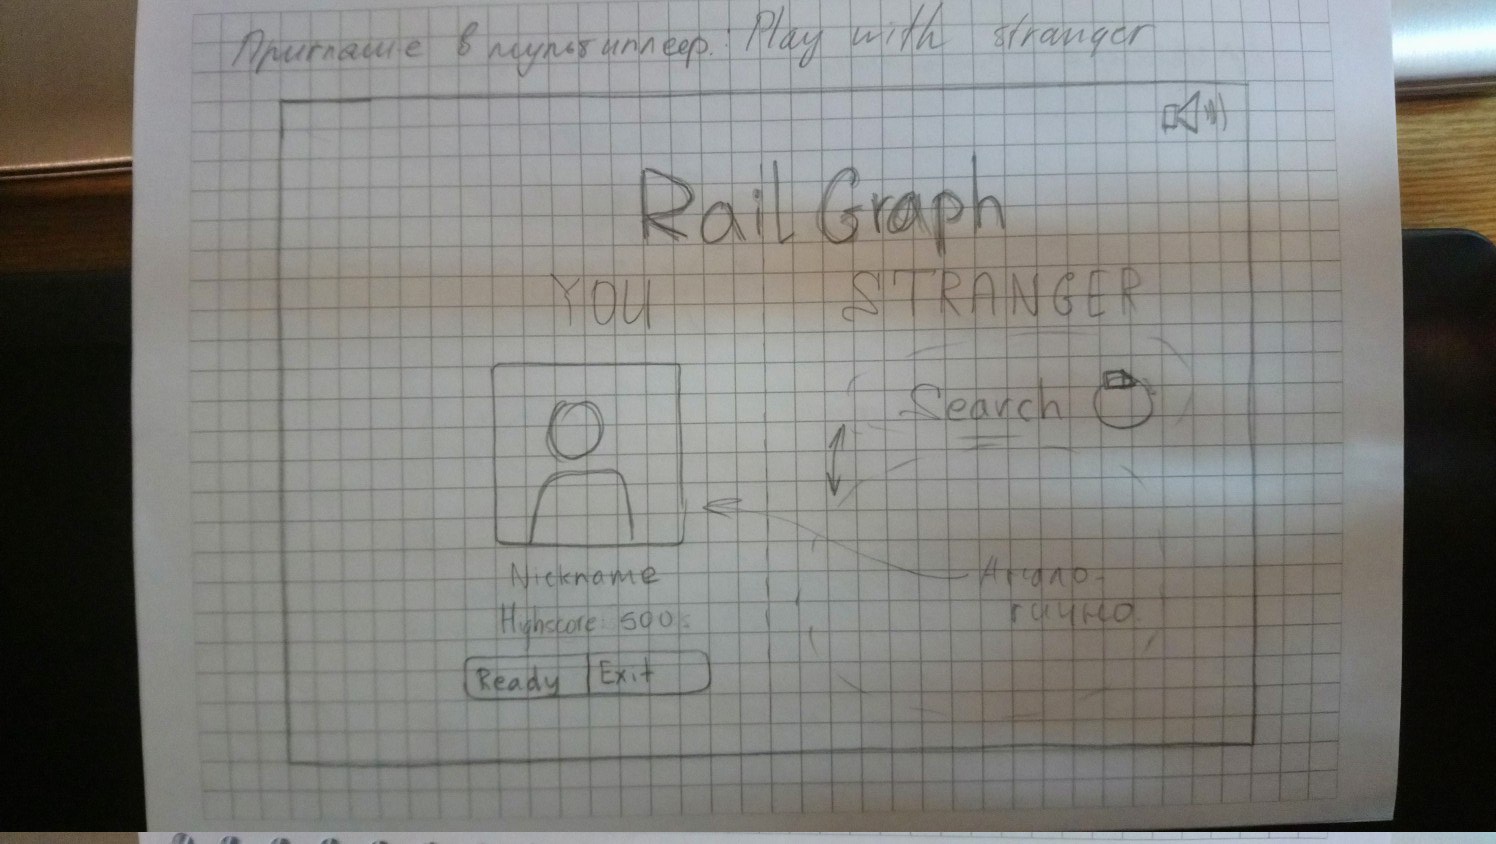 Приглаше в мультиплеер: Play with stranger
Rail Graph
YOU
STRANGER
Search
Nickname
Highscore: 500
Анало-
гично
Ready
Exit